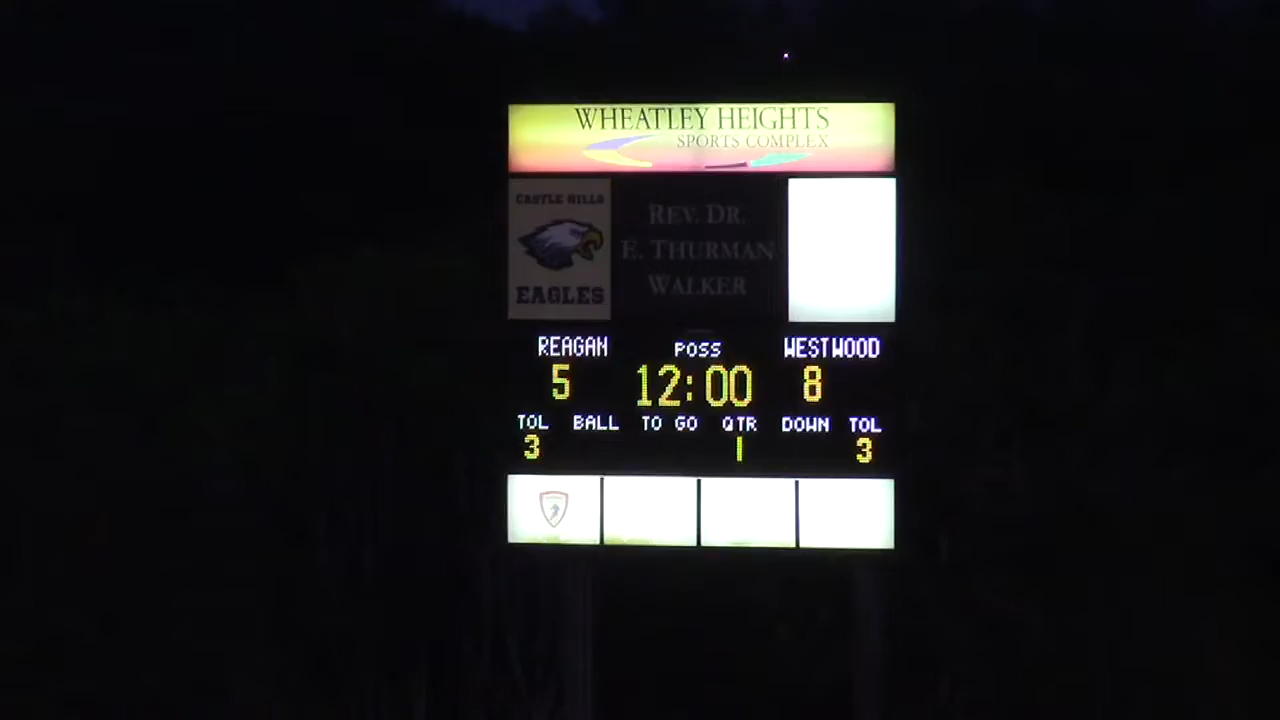 WHEATLEY HEIGHTS
SPORTS COMPLEX
CASTLE HILLS
EAGLES
REV. DR.
E. THURMAN
WALKER
REAGAN POSS WESTWOOD
5 12:00 8
TOL BALL TO GO QTR DOWN TOL
3 1 3